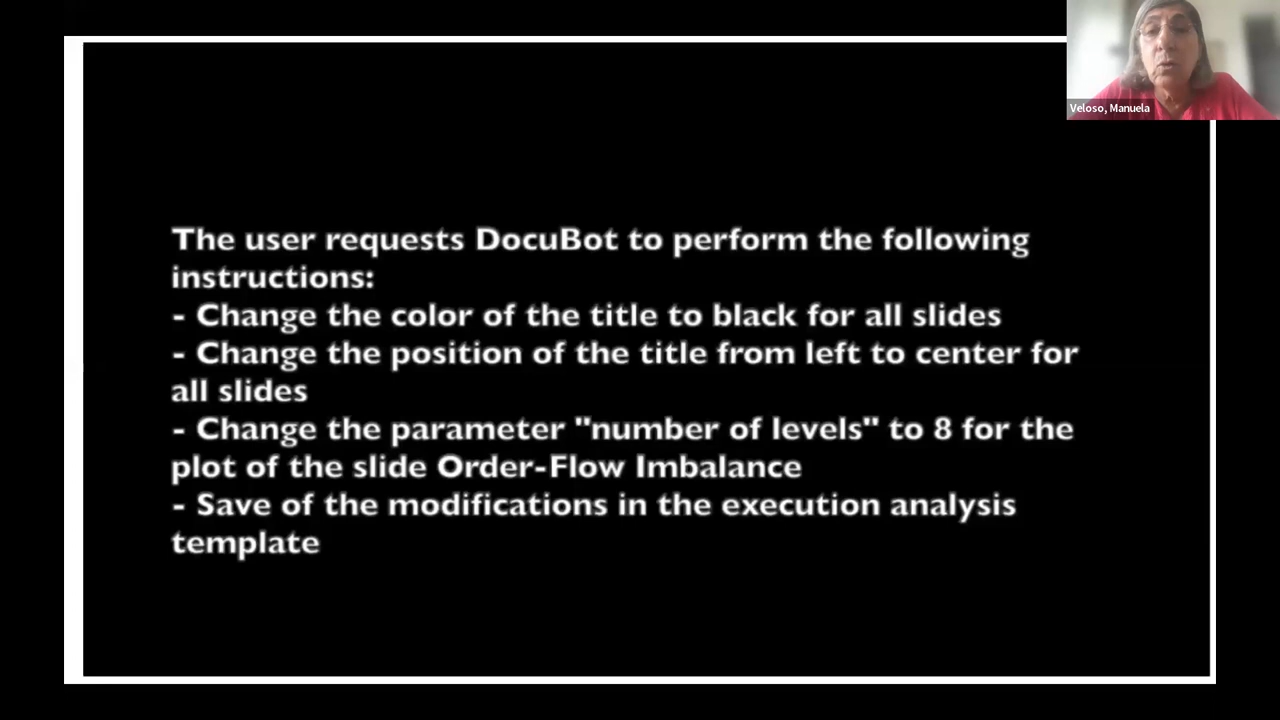 Veloso, Manuela
The user requests DocuBot to perform the following
instructions:
- Change the color of the title to black for all slides
- Change the position of the title from left to center for
all slides
- Change the parameter "number of levels" to 8 for the
plot of the slide Order-Flow Imbalance
- Save of the modifications in the execution analysis
template